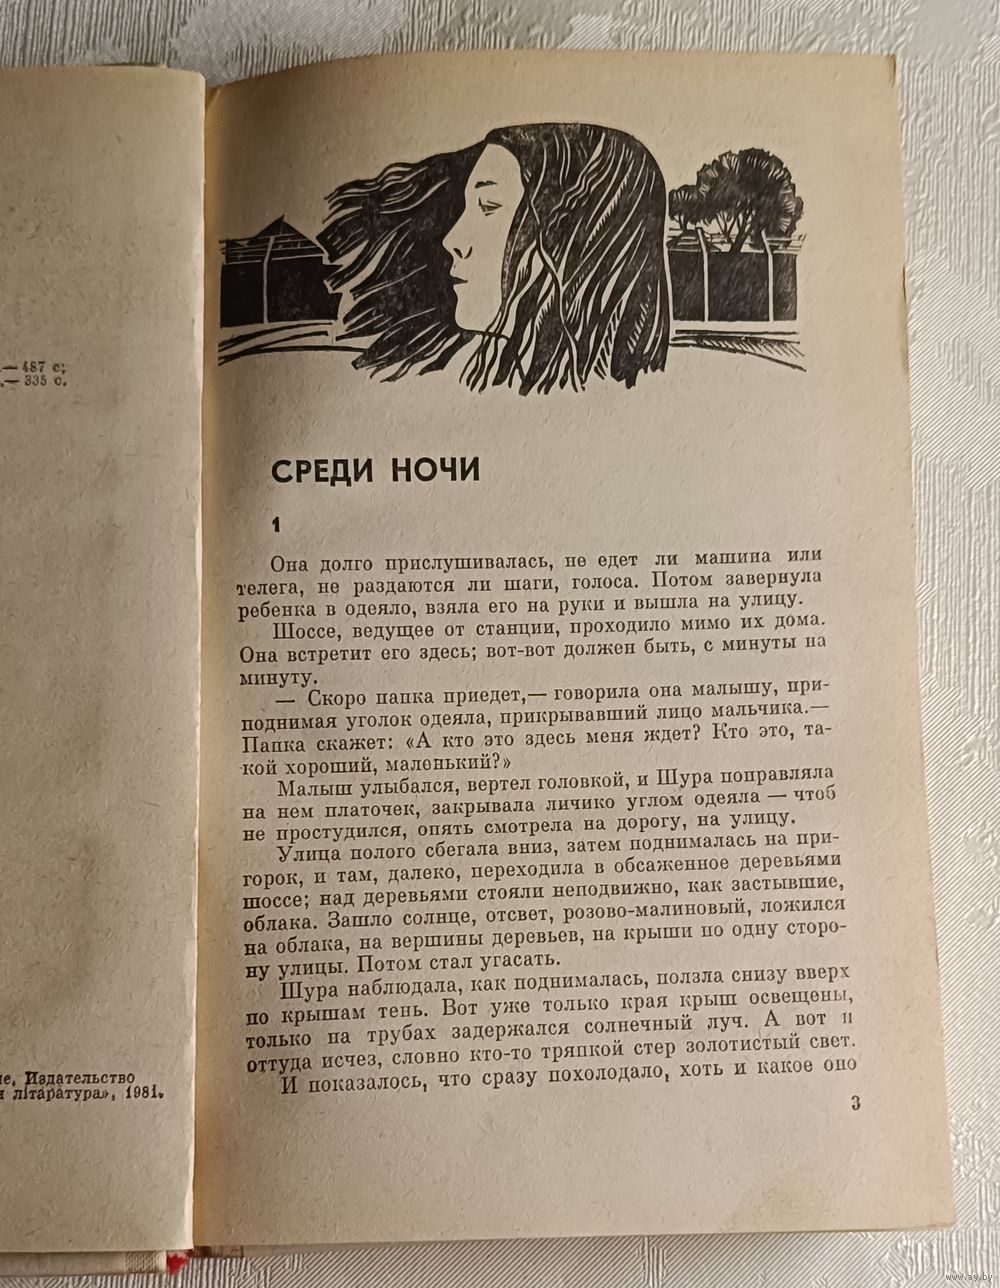 .— 487 с;
.— 335 с.
Издательство
літаратура», 1981.
СРЕДИ НОЧИ
1
Она долго прислушивалась, не едет ли машина или
телега, не раздаются ли шаги, голоса. Потом завернула
ребенка в одеяло, взяла его на руки и вышла на улицу.
Шоссе, ведущее от станции, проходило мимо их дома.
Она встретит его здесь; вот-вот должен быть, с минуты на
минуту.
— Скоро папка приедет,— говорила она малышу, при-
поднимая уголок одеяла, прикрывавший лицо мальчика.—
Папка скажет: «А кто это здесь меня ждет? Кто это, та-
кой хороший, маленький?»
Малыш улыбался, вертел головкой, и Шура поправляла
на нем платочек, закрывала личико углом одеяла — чтоб
не простудился, опять смотрела на дорогу, на улицу.
Улица полого сбегала вниз, затем поднималась на при-
горок, и там, далеко, переходила в обсаженное деревьями
шоссе; над деревьями стояли неподвижно, как застывшие,
облака. Зашло солнце, отсвет, розово-малиновый, ложился
на облака, на вершины деревьев, на крыши по одну сторо-
ну улицы. Потом стал угасать.
Шура наблюдала, как поднималась, ползла снизу вверх
по крышам тень. Вот уже только края крыш освещены,
только на трубах задержался солнечный луч. А вот и
оттуда исчез, словно кто-то тряпкой стер золотистый свет.
И показалось, что сразу похолодало, хоть и какое оно
3
www.ay.by